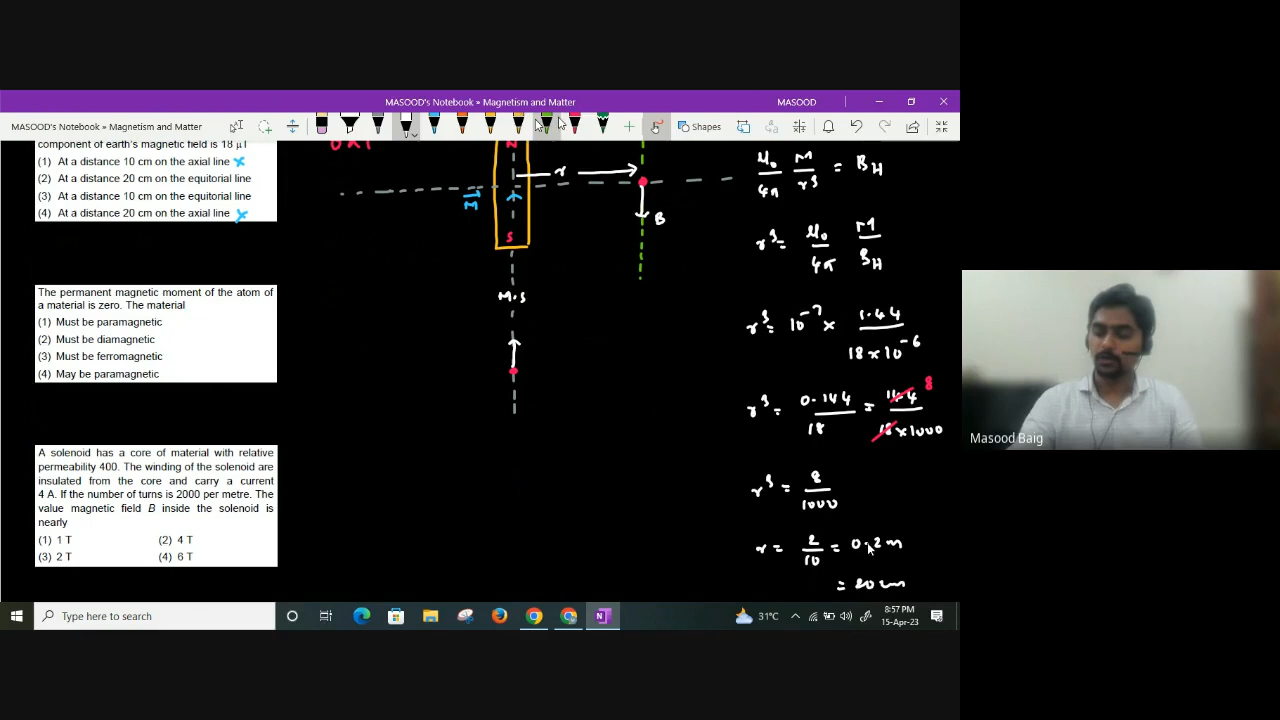 MASOOD's Notebook » Magnetism and Matter
MASOOD
MASOOD's Notebook » Magnetism and Matter
Shapes
component of earth's magnetic field is 18 μT
(1) At a distance 10 cm on the axial line ×
(2) At a distance 20 cm on the equitorial line
(3) At a distance 10 cm on the equitorial line
(4) At a distance 20 cm on the axial line ×
The permanent magnetic moment of the atom of
a material is zero. The material
(1) Must be paramagnetic
(2) Must be diamagnetic
(3) Must be ferromagnetic
(4) May be paramagnetic
A solenoid has a core of material with relative
permeability 400. The winding of the solenoid are
insulated from the core and carry a current
4 A. If the number of turns is 2000 per metre. The
value magnetic field B inside the solenoid is
nearly
(1) 1 T (2) 4 T
(3) 2 T (4) 6 T
N
r
M
B
S
M.S
μ₀/4π M/r³ = B_H
r³ = μ₀/4π M/B_H
r³ = 10⁻⁷ × 1.44/18×10⁻⁶
r³ = 0.144/18 = 14.4/18×1000 8
r³ = 8/1000
r = 2/10 = 0.2m
= 20 cm
Masood Baig
Type here to search
31°C
8:57 PM
15-Apr-23